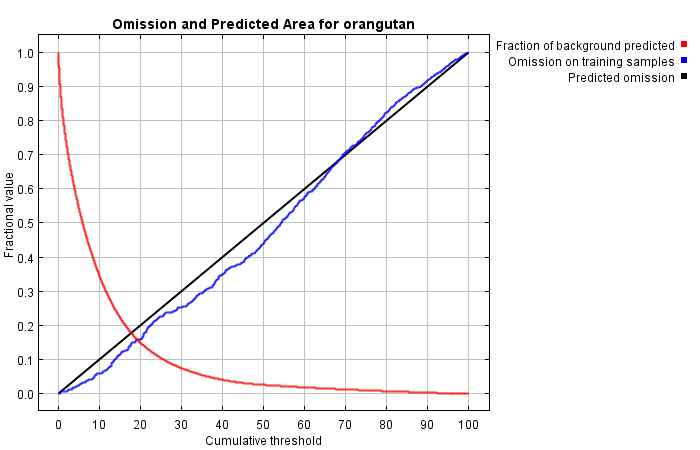 Omission and Predicted Area for orangutan
Fraction of background predicted
Omission on training samples
Predicted omission
Fractional value
1.0
0.9
0.8
0.7
0.6
0.5
0.4
0.3
0.2
0.1
0.0
0 10 20 30 40 50 60 70 80 90 100
Cumulative threshold